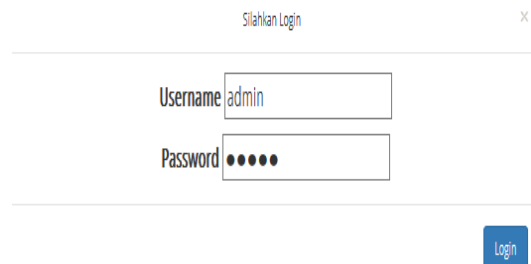 Silahkan Login x
Username admin
Password •••••
Login